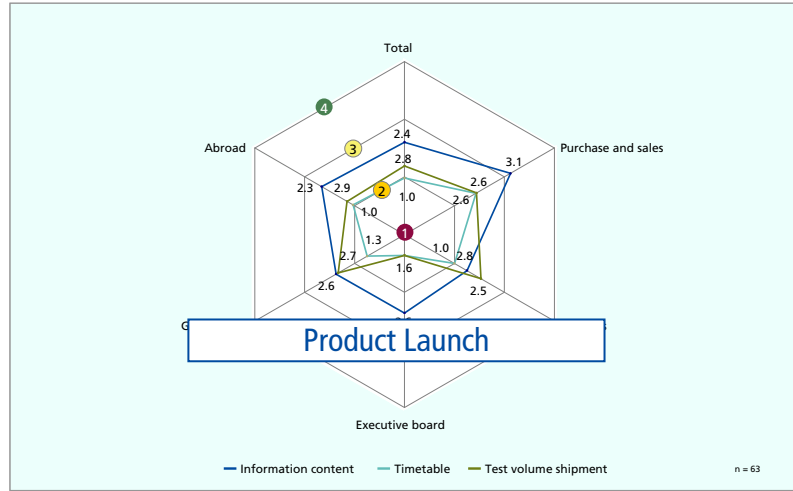 Total
4
2.4
3.1
Abroad
3
Purchase and sales
2.8
2.3
2.9
2
2.6
2.6
1.0
1.0
1
1.3
1.0
2.7
2.8
1.6
2.6
2.5
Product Launch
Executive board
Information content
Timetable
Test volume shipment
n = 63